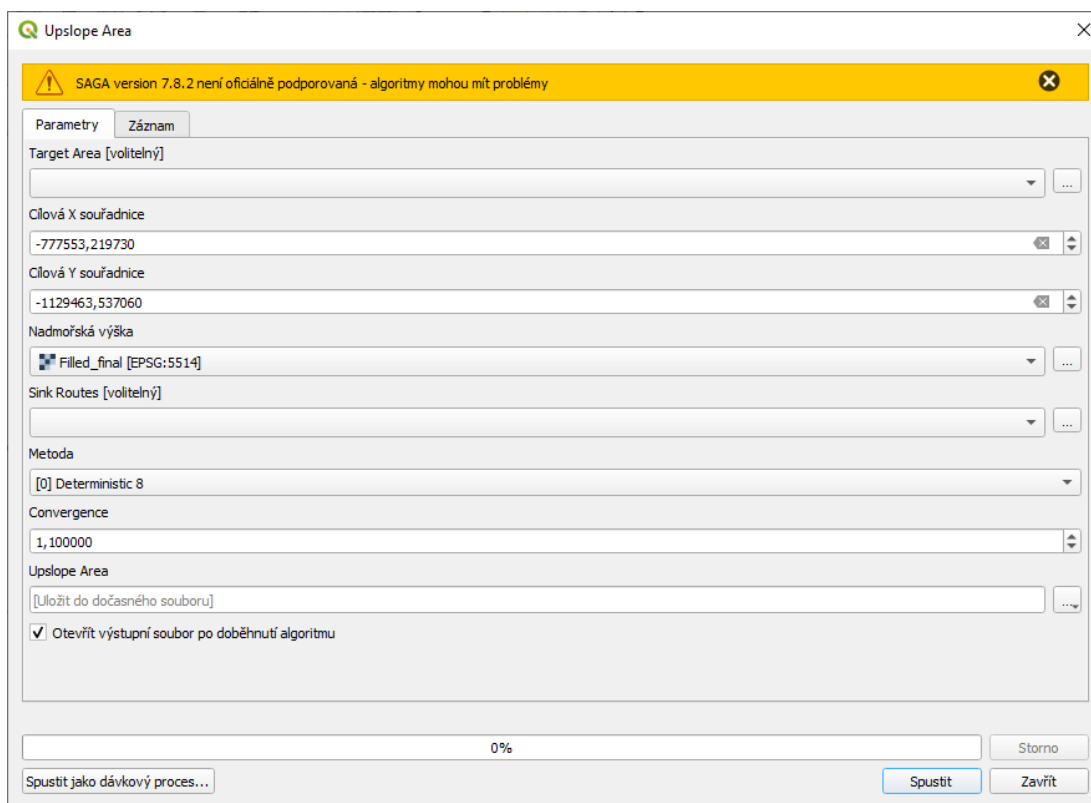 Upslope Area
SAGA version 7.8.2 není oficiálně podporovaná - algoritmy mohou mít problémy
Parametry
Záznam
Target Area [volitelný]
...
Cílová X souřadnice
-777553,219730
Cílová Y souřadnice
-1129463,537060
Nadmořská výška
Filled_final [EPSG:5514]
...
Sink Routes [volitelný]
...
Metoda
[0] Deterministic 8
Convergence
1,100000
Upslope Area
[Uložit do dočasného souboru]
...
Otevřít výstupní soubor po doběhnutí algoritmu
0%
Storno
Spustit jako dávkový proces...
Spustit
Zavřít